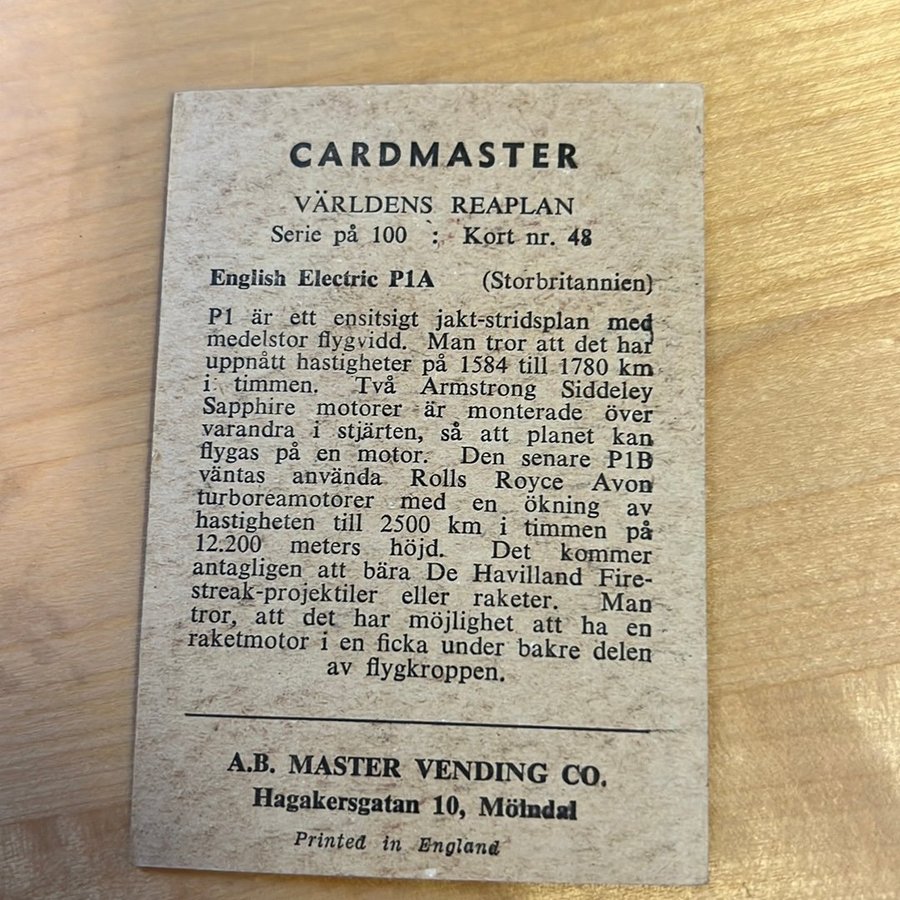 CARDMASTER
VÄRLDENS REAPLAN
Serie på 100 : Kort nr. 48
English Electric P1A (Storbritannien)
P1 är ett ensitsigt jakt-stridsplan med
medelstor flygvidd. Man tror att det har
uppnått hastigheter på 1584 till 1780 km
i timmen. Två Armstrong Siddeley
Sapphire motorer är monterade över
varandra i stjärten, så att planet kan
flygas på en motor. Den senare P1B
väntas använda Rolls Royce Avon
turboreamotorer med en ökning av
hastigheten till 2500 km i timmen på
12.200 meters höjd. Det kommer
antagligen att bära De Havilland Fire-
streak-projektiler eller raketer. Man
tror, att det har möjlighet att ha en
raketmotor i en ficka under bakre delen
av flygkroppen.
A.B. MASTER VENDING CO.
Hagakersgatan 10, Mölndal
Printed in England